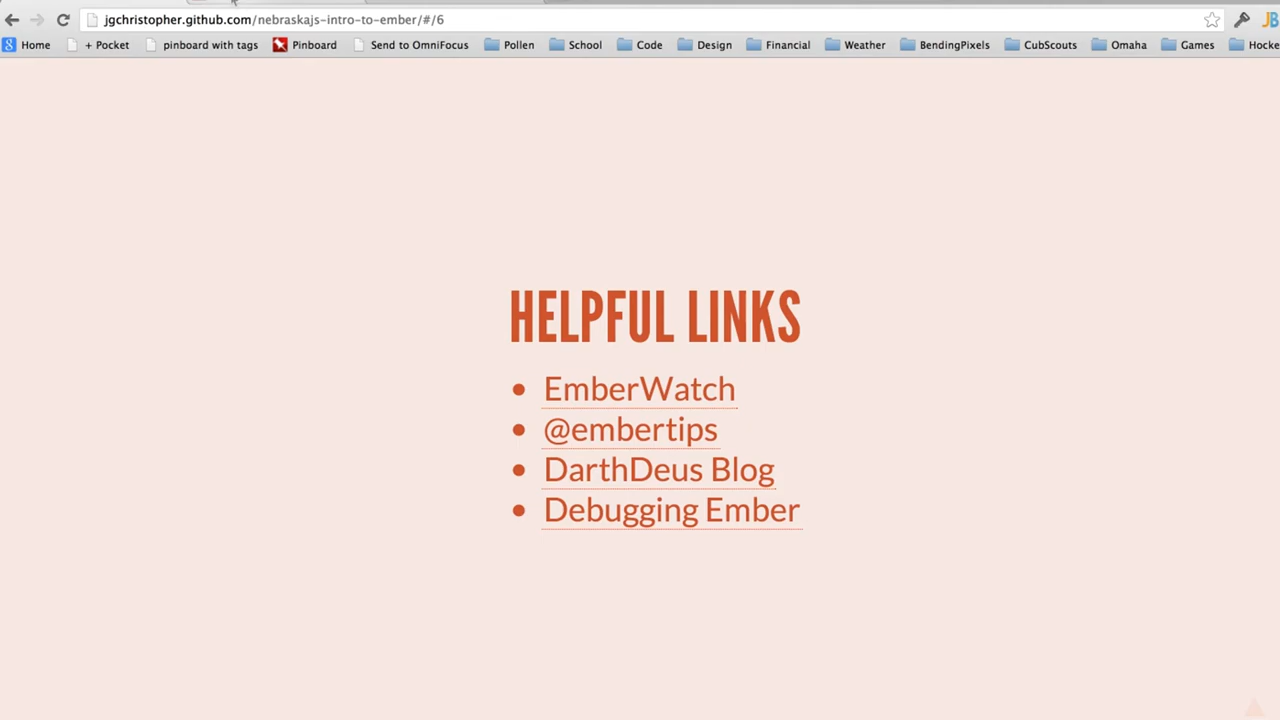 jgchristopher.github.com/nebraskajs-intro-to-ember/#/6
Home + Pocket pinboard with tags Pinboard Send to OmniFocus Pollen School Code Design Financial Weather BendingPixels CubScouts Omaha Games Hocke
HELPFUL LINKS
• EmberWatch
• @embertips
• DarthDeus Blog
• Debugging Ember